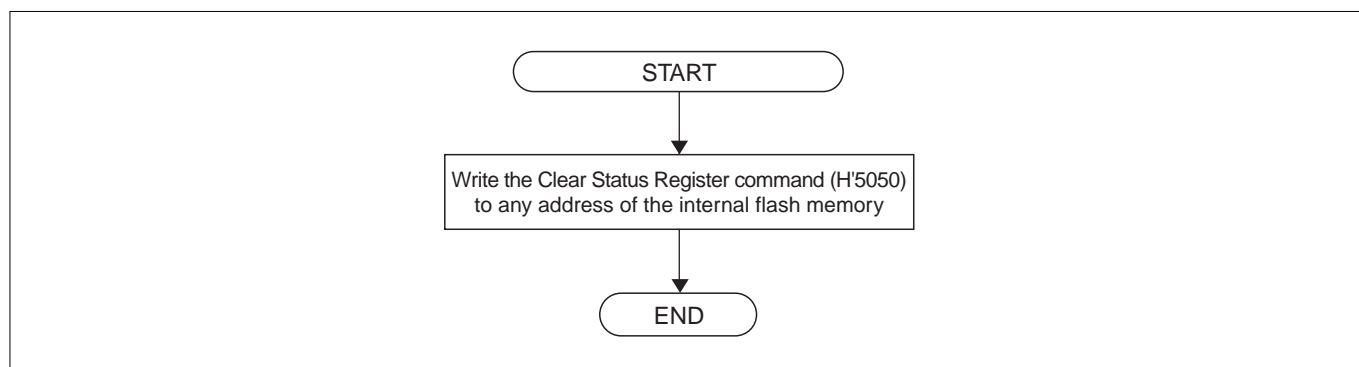 START
Write the Clear Status Register command (H'5050)
to any address of the internal flash memory
END